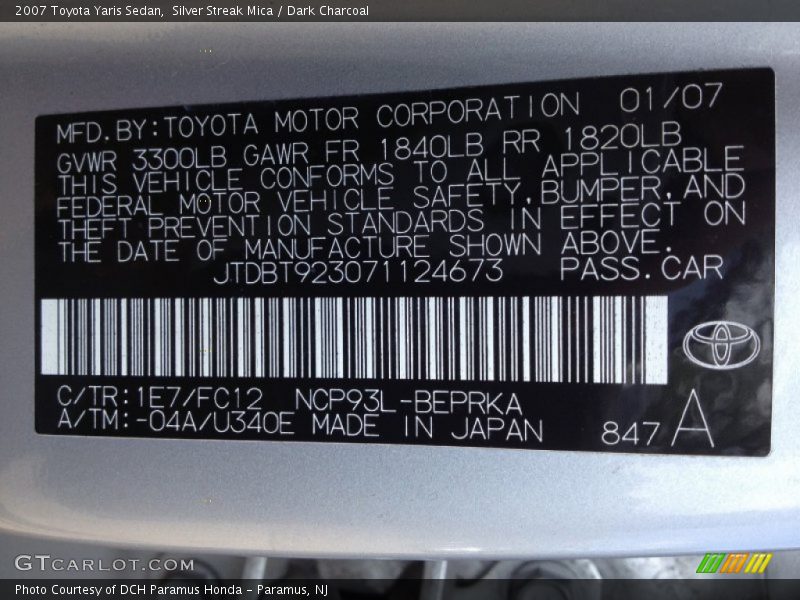 2007 Toyota Yaris Sedan,  Silver Streak Mica / Dark Charcoal
MFD. BY: TOYOTA MOTOR CORPORATION 01/07
GVWR 3300LB GAWR FR 1840LB RR 1820LB
THIS VEHICLE CONFORMS TO ALL APPLICABLE
FEDERAL MOTOR VEHICLE SAFETY, BUMPER, AND
THEFT PREVENTION STANDARDS IN EFFECT ON
THE DATE OF MANUFACTURE SHOWN ABOVE.
JTDBT923071124673 PASS. CAR
C/TR: 1E7/FC12 NCP93L-BEPRKA
A/TM: -04A/U340E MADE IN JAPAN 847 A
GTCARLOT.COM
Photo Courtesy of DCH Paramus Honda - Paramus, NJ